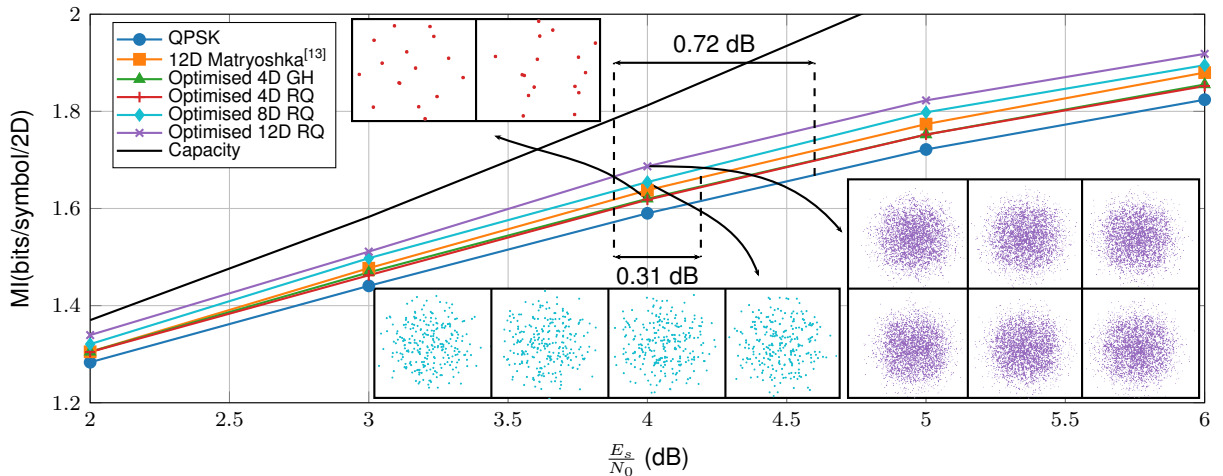 2
1.8
1.6
1.4
1.2
MI(bits/symbol/2D)
QPSK
12D Matryoshka[13]
Optimised 4D GH
Optimised 4D RQ
Optimised 8D RQ
Optimised 12D RQ
Capacity
0.72 dB
0.31 dB
2 2.5 3 3.5 4 4.5 5 5.5 6
E_s/N_0 (dB)